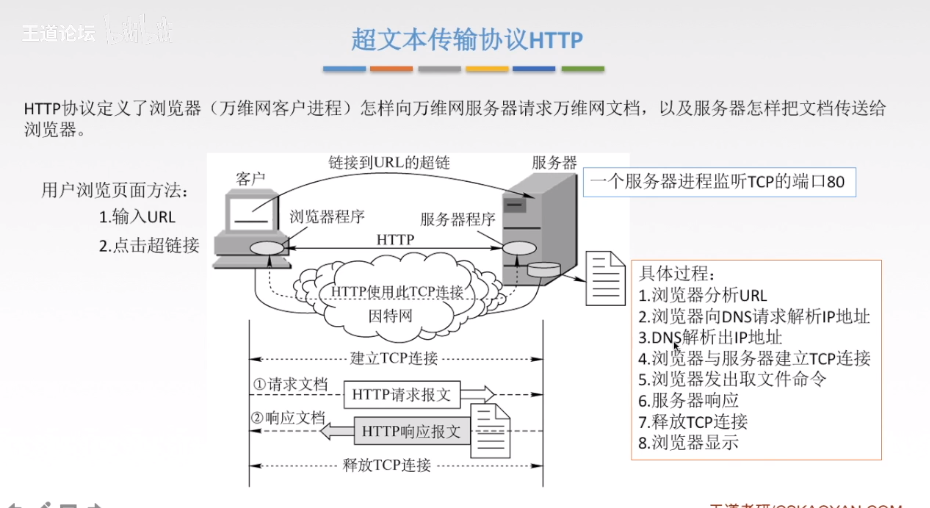 王道论坛
超文本传输协议HTTP
HTTP协议定义了浏览器（万维网客户进程）怎样向万维网服务器请求万维网文档，以及服务器怎样把文档传送给
浏览器。
用户浏览页面方法：
1.输入URL
2.点击超链接
链接到URL的超链
客户
服务器
浏览器程序
服务器程序
HTTP
HTTP使用此TCP连接
因特网
建立TCP连接
①请求文档
HTTP请求报文
②响应文档
HTTP响应报文
释放TCP连接
一个服务器进程监听TCP的端口80
具体过程：
1.浏览器分析URL
2.浏览器向DNS请求解析IP地址
3.DNS解析出IP地址
4.浏览器与服务器建立TCP连接
5.浏览器发出取文件命令
6.服务器响应
7.释放TCP连接
8.浏览器显示